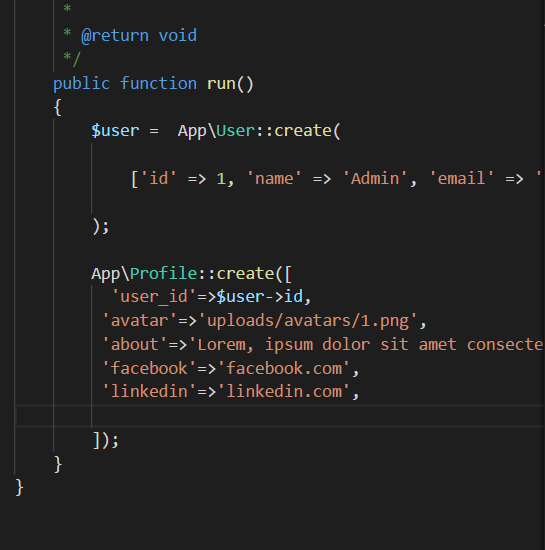 *
* @return void
*/
public function run()
{
$user =  App\User::create(
['id' => 1, 'name' => 'Admin', 'email' => '
);
App\Profile::create([
'user_id'=>$user->id,
'avatar'=>'uploads/avatars/1.png',
'about'=>'Lorem, ipsum dolor sit amet consecte
'facebook'=>'facebook.com',
'linkedin'=>'linkedin.com',
]);
}
}